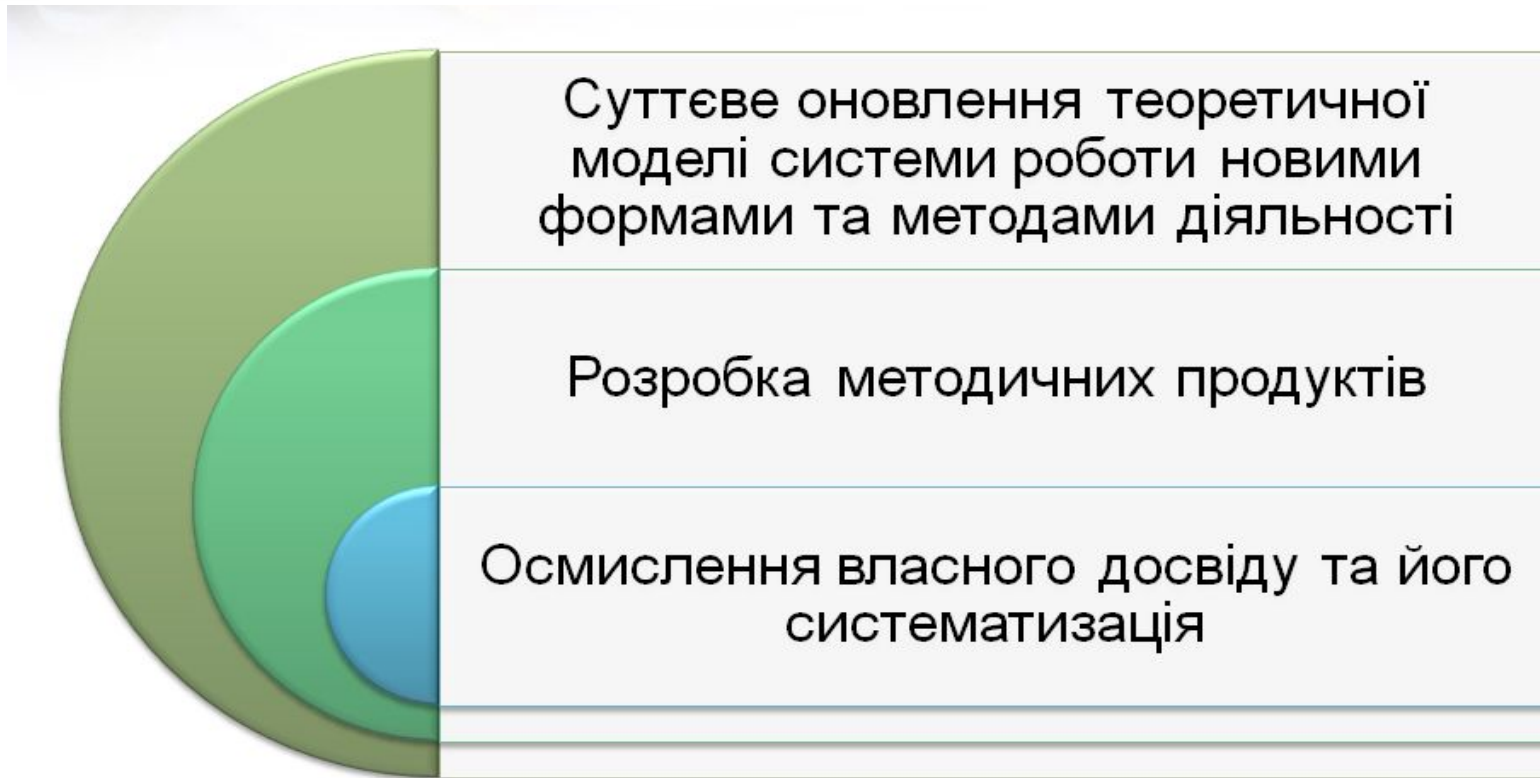 Суттєве оновлення теоретичної
моделі системи роботи новими
формами та методами діяльності
Розробка методичних продуктів
Осмислення власного досвіду та його
систематизація